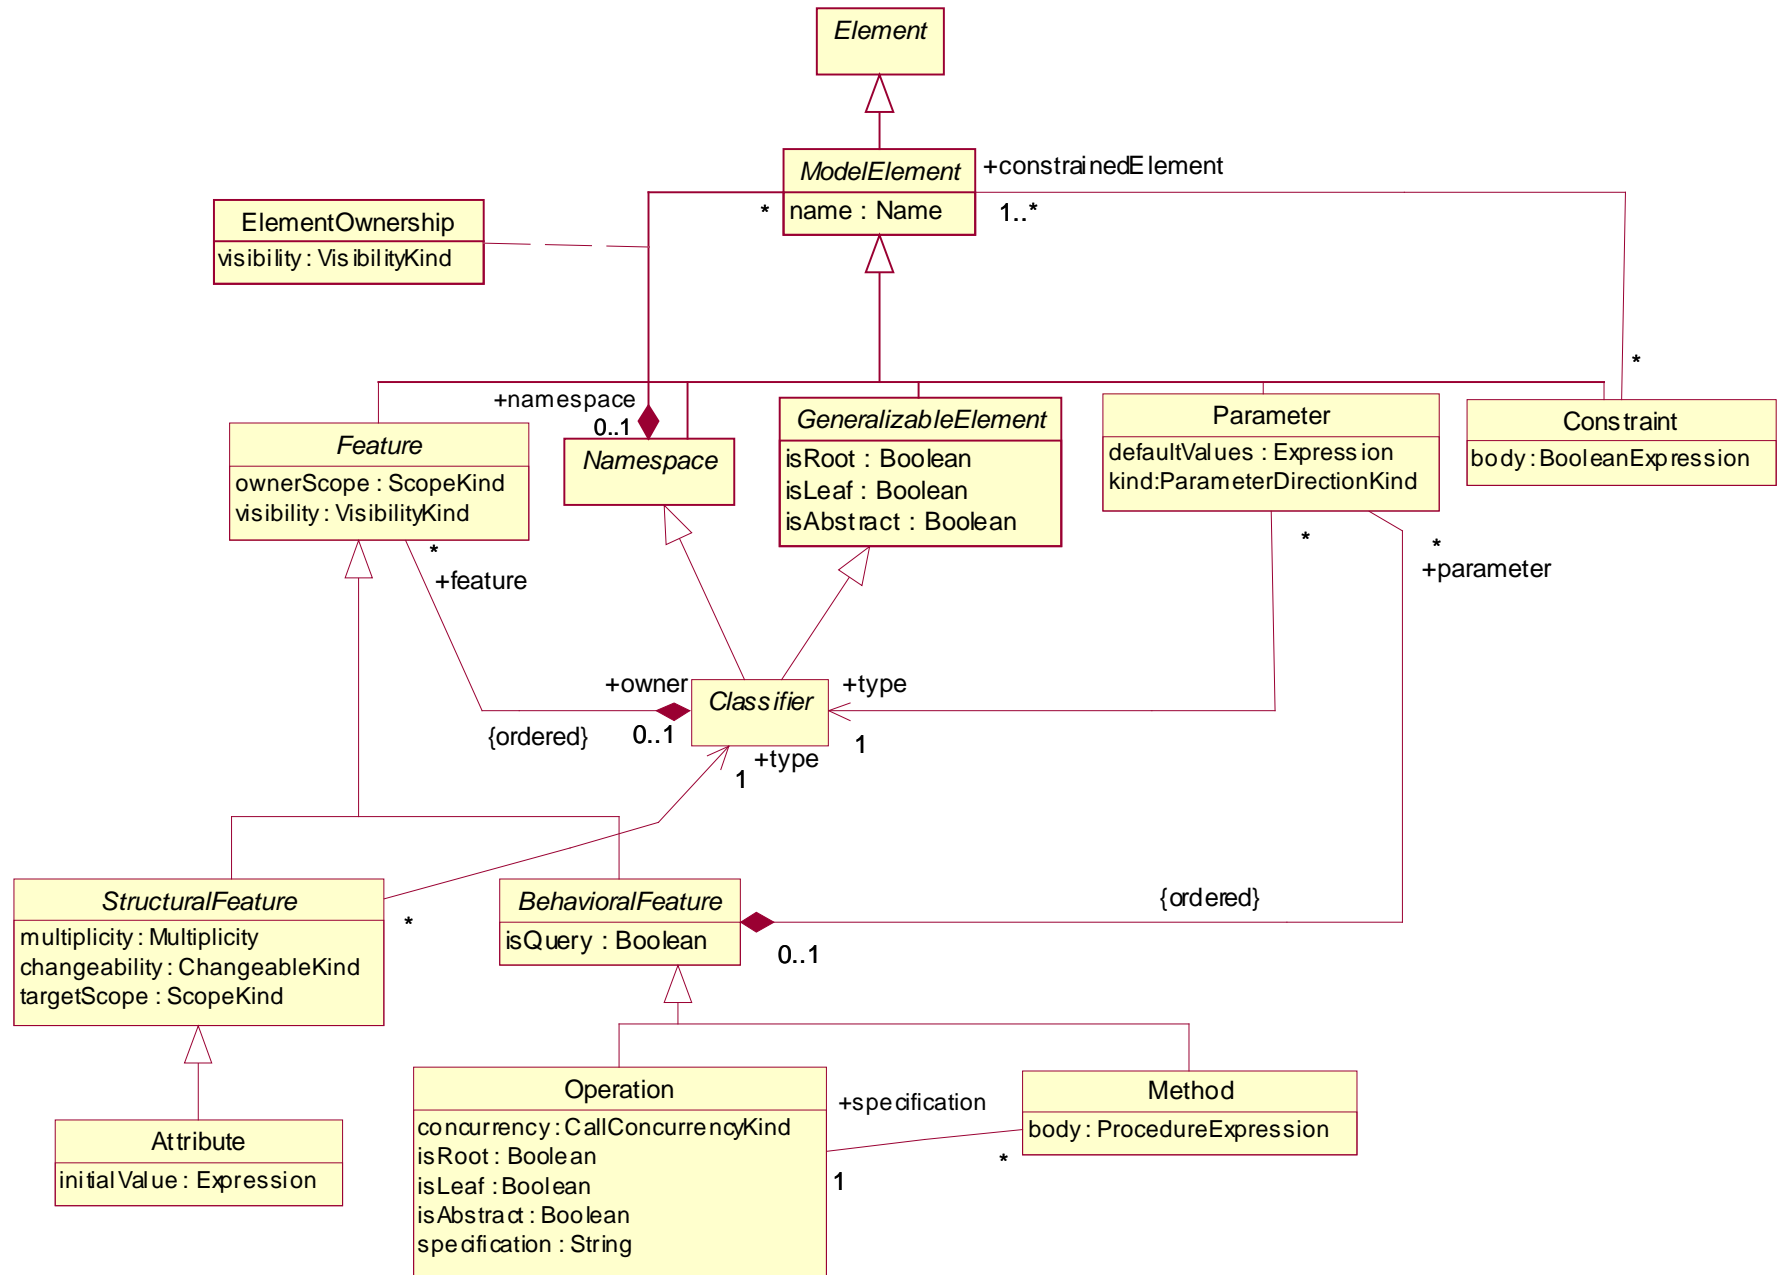 Element
ModelElement
name : Name
+constrainedElement
*
1..*
ElementOwnership
visibility : VisibilityKind
*
+namespace
0..1
Feature
ownerScope : ScopeKind
visibility : VisibilityKind
Namespace
GeneralizableElement
isRoot : Boolean
isLeaf : Boolean
isAbstract : Boolean
Parameter
defaultValues : Expression
kind:ParameterDirectionKind
Constraint
body:BooleanExpression
*
+feature
*
*
+parameter
+owner
Classifier
+type
{ordered}
0..1
1
+type
1
StructuralFeature
multiplicity : Multiplicity
changeability : ChangeableKind
targetScope : ScopeKind
*
BehavioralFeature
isQuery : Boolean
{ordered}
0..1
Attribute
initialValue : Expression
Operation
concurrency : CallConcurrencyKind
isRoot : Boolean
isLeaf : Boolean
isAbstract : Boolean
specification : String
+specification
1
*
Method
body : ProcedureExpression